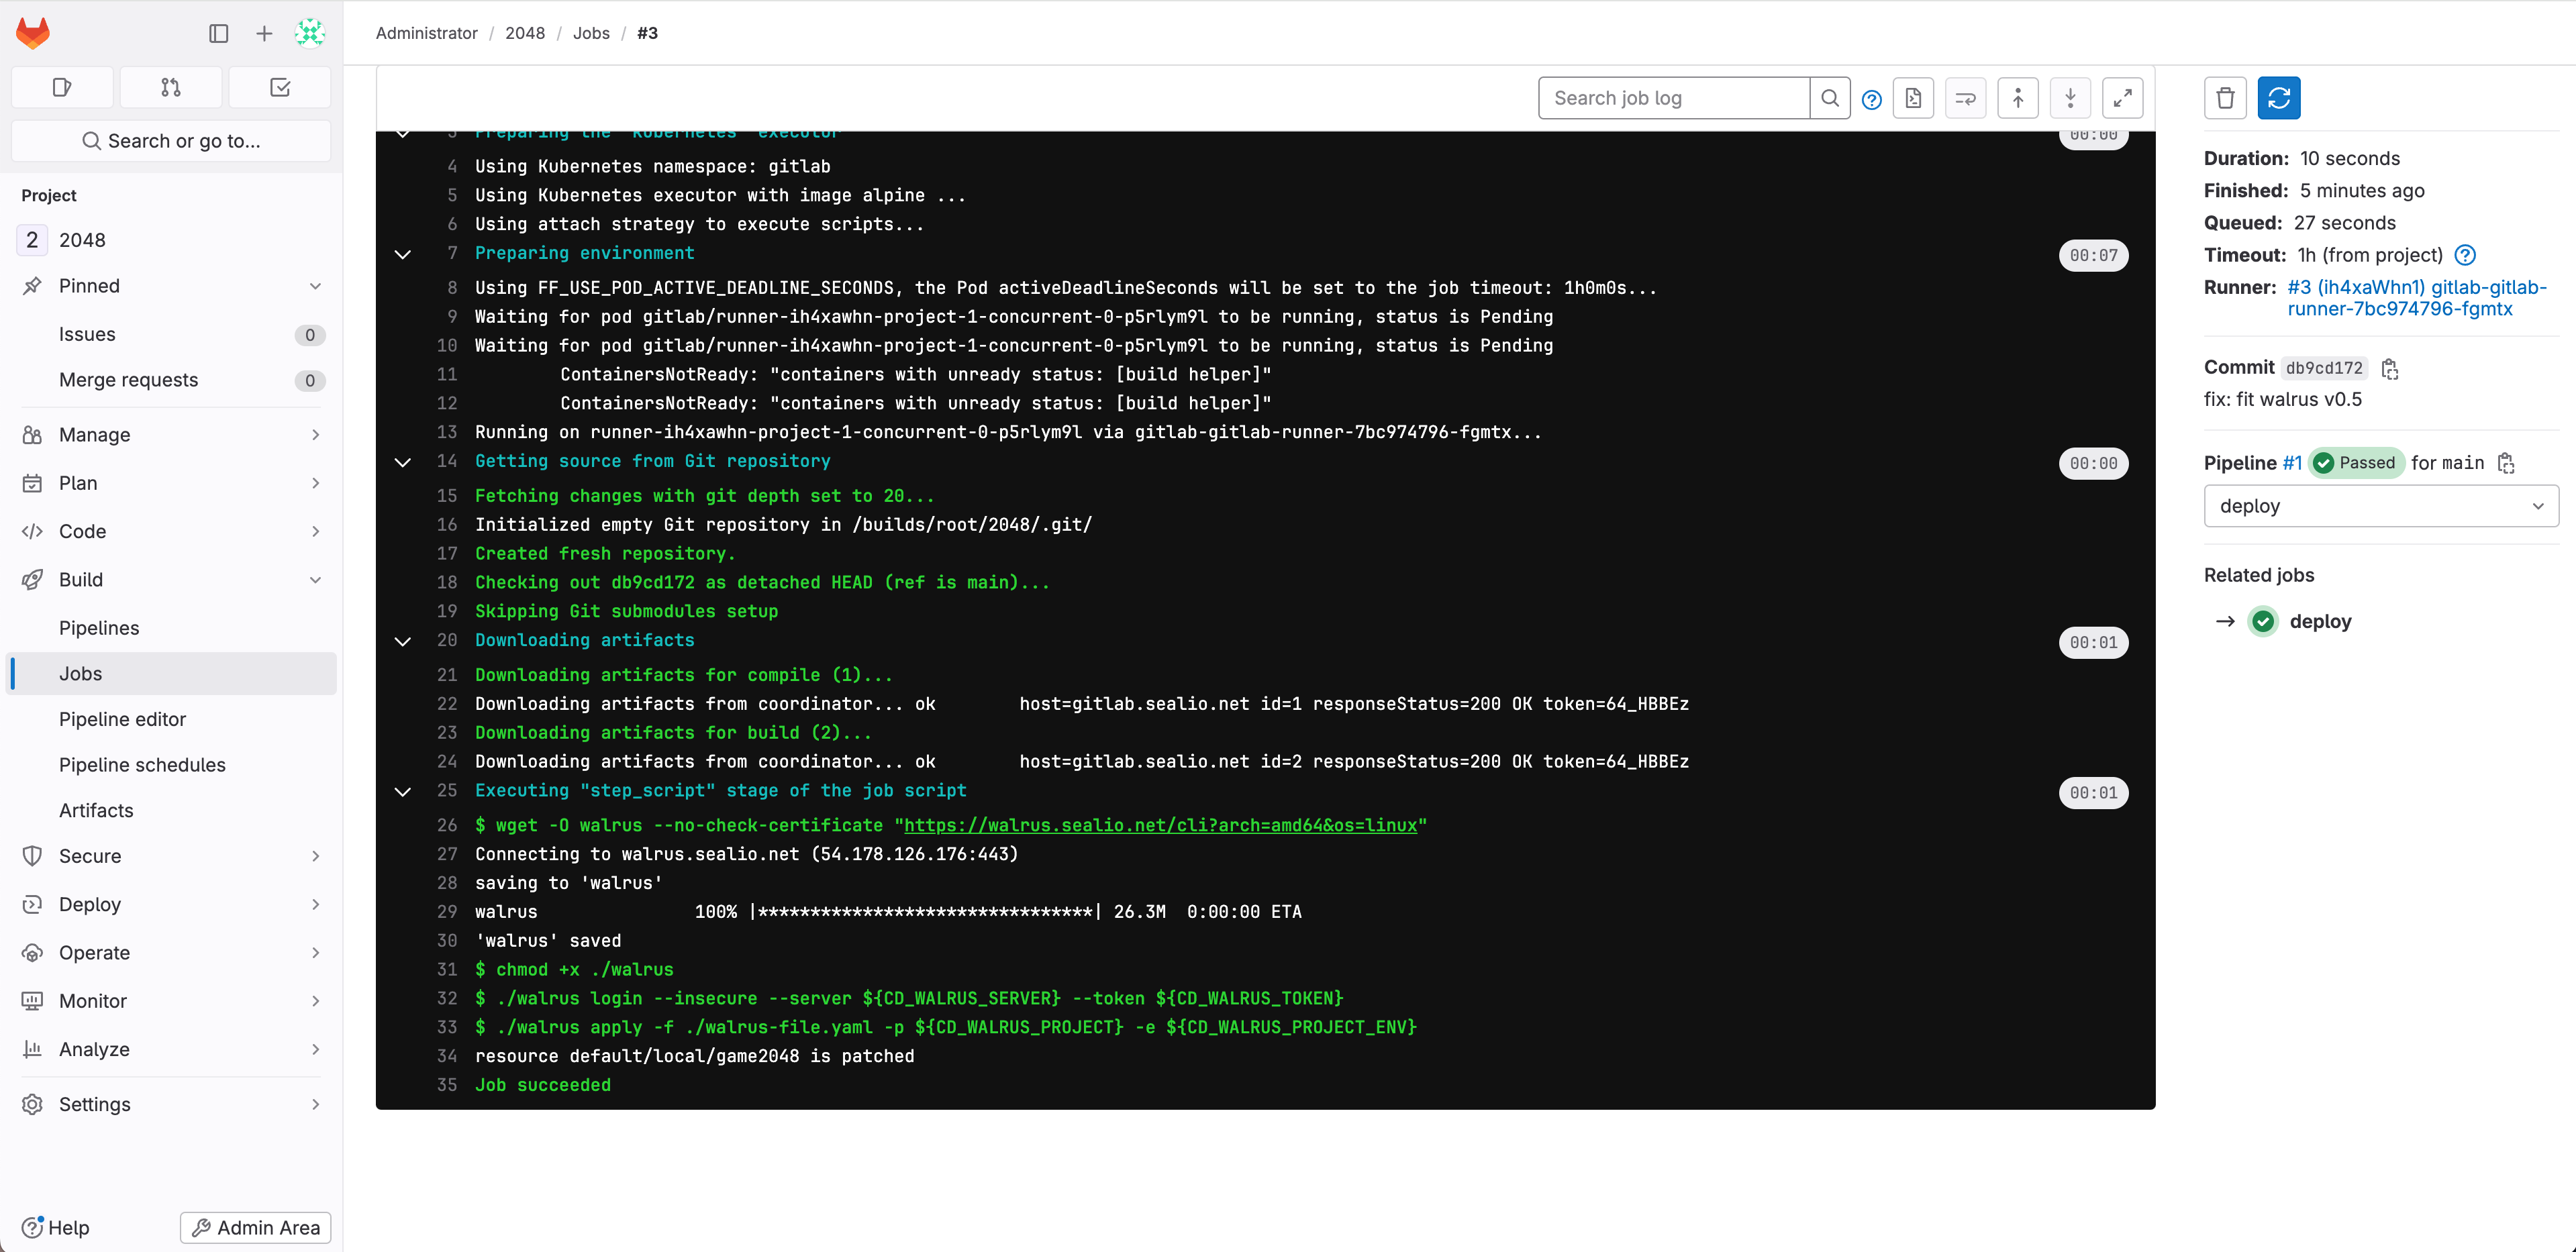 Administrator / 2048 / Jobs / #3
Search or go to...
Project
2 2048
Pinned
Issues 0
Merge requests 0
Manage
Plan
Code
Build
Pipelines
Jobs
Pipeline editor
Pipeline schedules
Artifacts
Secure
Deploy
Operate
Monitor
Analyze
Settings
Help
Admin Area
Search job log
3 Preparing the "kubernetes" executor 00:00
4 Using Kubernetes namespace: gitlab
5 Using Kubernetes executor with image alpine ...
6 Using attach strategy to execute scripts...
7 Preparing environment 00:07
8 Using FF_USE_POD_ACTIVE_DEADLINE_SECONDS, the Pod activeDeadlineSeconds will be set to the job timeout: 1h0m0s...
9 Waiting for pod gitlab/runner-ih4xawhn-project-1-concurrent-0-p5rlym9l to be running, status is Pending
10 Waiting for pod gitlab/runner-ih4xawhn-project-1-concurrent-0-p5rlym9l to be running, status is Pending
11 ContainersNotReady: "containers with unready status: [build helper]"
12 ContainersNotReady: "containers with unready status: [build helper]"
13 Running on runner-ih4xawhn-project-1-concurrent-0-p5rlym9l via gitlab-gitlab-runner-7bc974796-fgmtx...
14 Getting source from Git repository 00:00
15 Fetching changes with git depth set to 20...
16 Initialized empty Git repository in /builds/root/2048/.git/
17 Created fresh repository.
18 Checking out db9cd172 as detached HEAD (ref is main)...
19 Skipping Git submodules setup
20 Downloading artifacts 00:01
21 Downloading artifacts for compile (1)...
22 Downloading artifacts from coordinator... ok host=gitlab.sealio.net id=1 responseStatus=200 OK token=64_HBBEz
23 Downloading artifacts for build (2)...
24 Downloading artifacts from coordinator... ok host=gitlab.sealio.net id=2 responseStatus=200 OK token=64_HBBEz
25 Executing "step_script" stage of the job script 00:01
26 $ wget -O walrus --no-check-certificate "https://walrus.sealio.net/cli?arch=amd64&os=linux"
27 Connecting to walrus.sealio.net (54.178.126.176:443)
28 saving to 'walrus'
29 walrus 100% |********************************| 26.3M 0:00:00 ETA
30 'walrus' saved
31 $ chmod +x ./walrus
32 $ ./walrus login --insecure --server ${CD_WALRUS_SERVER} --token ${CD_WALRUS_TOKEN}
33 $ ./walrus apply -f ./walrus-file.yaml -p ${CD_WALRUS_PROJECT} -e ${CD_WALRUS_PROJECT_ENV}
34 resource default/local/game2048 is patched
35 Job succeeded
Duration: 10 seconds
Finished: 5 minutes ago
Queued: 27 seconds
Timeout: 1h (from project)
Runner: #3 (ih4xaWhn1) gitlab-gitlab-
runner-7bc974796-fgmtx
Commit db9cd172
fix: fit walrus v0.5
Pipeline #1 Passed for main
deploy
Related jobs
→ deploy